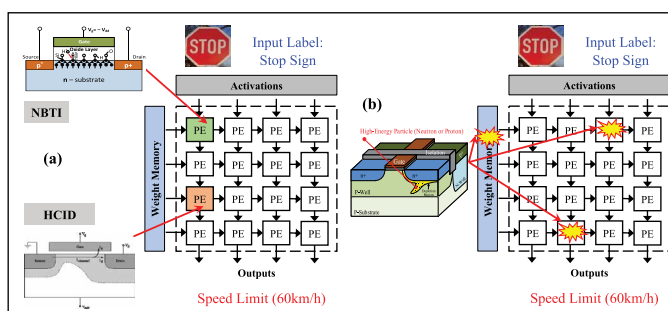 Gate
Oxide Layer
Source
Drain
p+
n – substrate
NBTI
(a)
HCID
STOP
Input Label:
Stop Sign
Activations
Weight Memory
PE PE PE PE
PE PE PE PE
PE PE PE PE
PE PE PE PE
Outputs
Speed Limit (60km/h)
(b)
High-Energy Particle (Neutron or Proton)
Gate
P-Well
P-Substrate
STOP
Input Label:
Stop Sign
Activations
Weight Memory
PE PE PE
PE PE PE PE
PE PE PE PE
PE PE PE
Outputs
Speed Limit (60km/h)